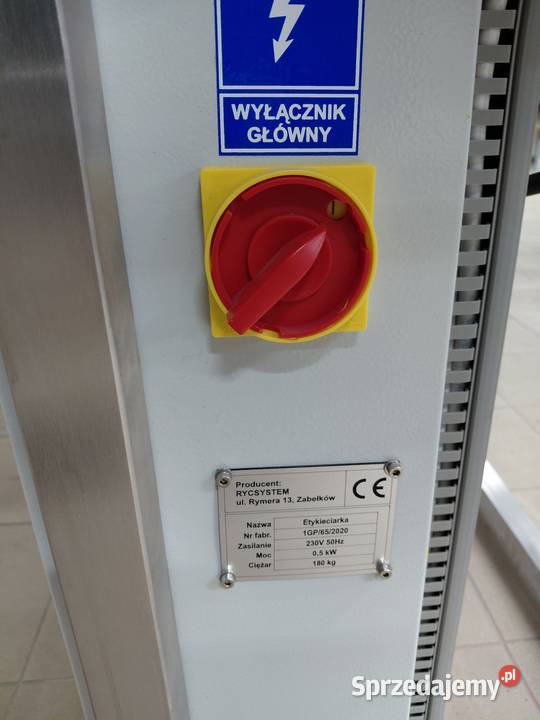 WYŁĄCZNIK
GŁÓWNY
I
Producent:
RYCSYSTEM
ul. Rymera 13, Zabełków
CE
Nazwa Etykieciarka
Nr fabr. 1GP/65/2020
Zasilanie 230V 50Hz
Moc 0,5 kW
Ciężar 180 kg
Sprzedajemy.pl